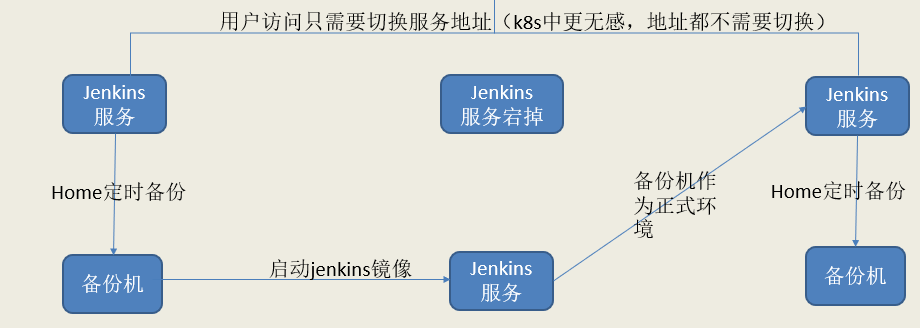 用户访问只需要切换服务地址（k8s中更无感，地址都不需要切换）
Jenkins
服务
Jenkins
服务宕掉
Jenkins
服务
Home定时备份
备份机作
为正式环
境
Home定时备份
备份机
启动jenkins镜像
Jenkins
服务
备份机